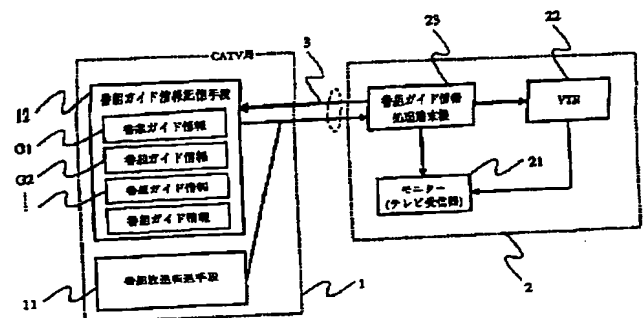 CATV局
3
23
22
12
番組ガイド情報記憶手段
番組ガイド情報
処理端末機
VTR
G1
番組ガイド情報
G2
番組ガイド情報
番組ガイド情報
番組ガイド情報
21
モニター
(テレビ受信器)
番組放送転送手段
11
1
2